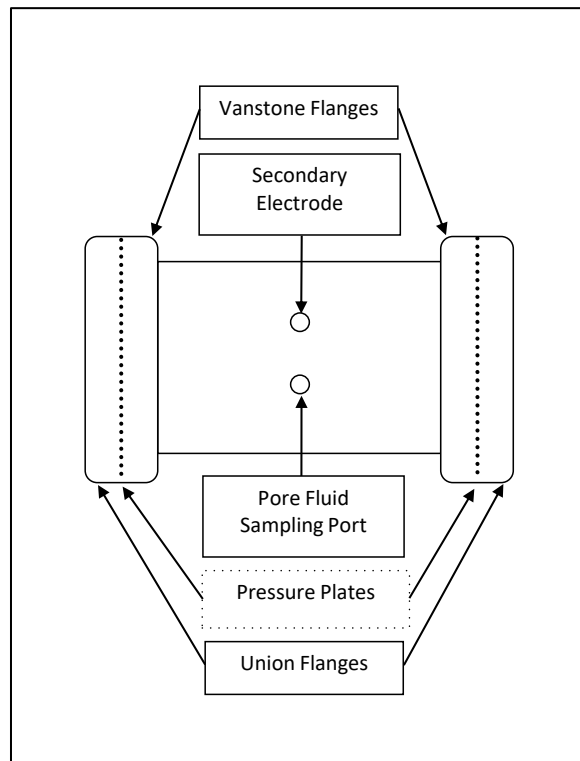 Vanstone Flanges
Secondary
Electrode
Pore Fluid
Sampling Port
Pressure Plates
Union Flanges